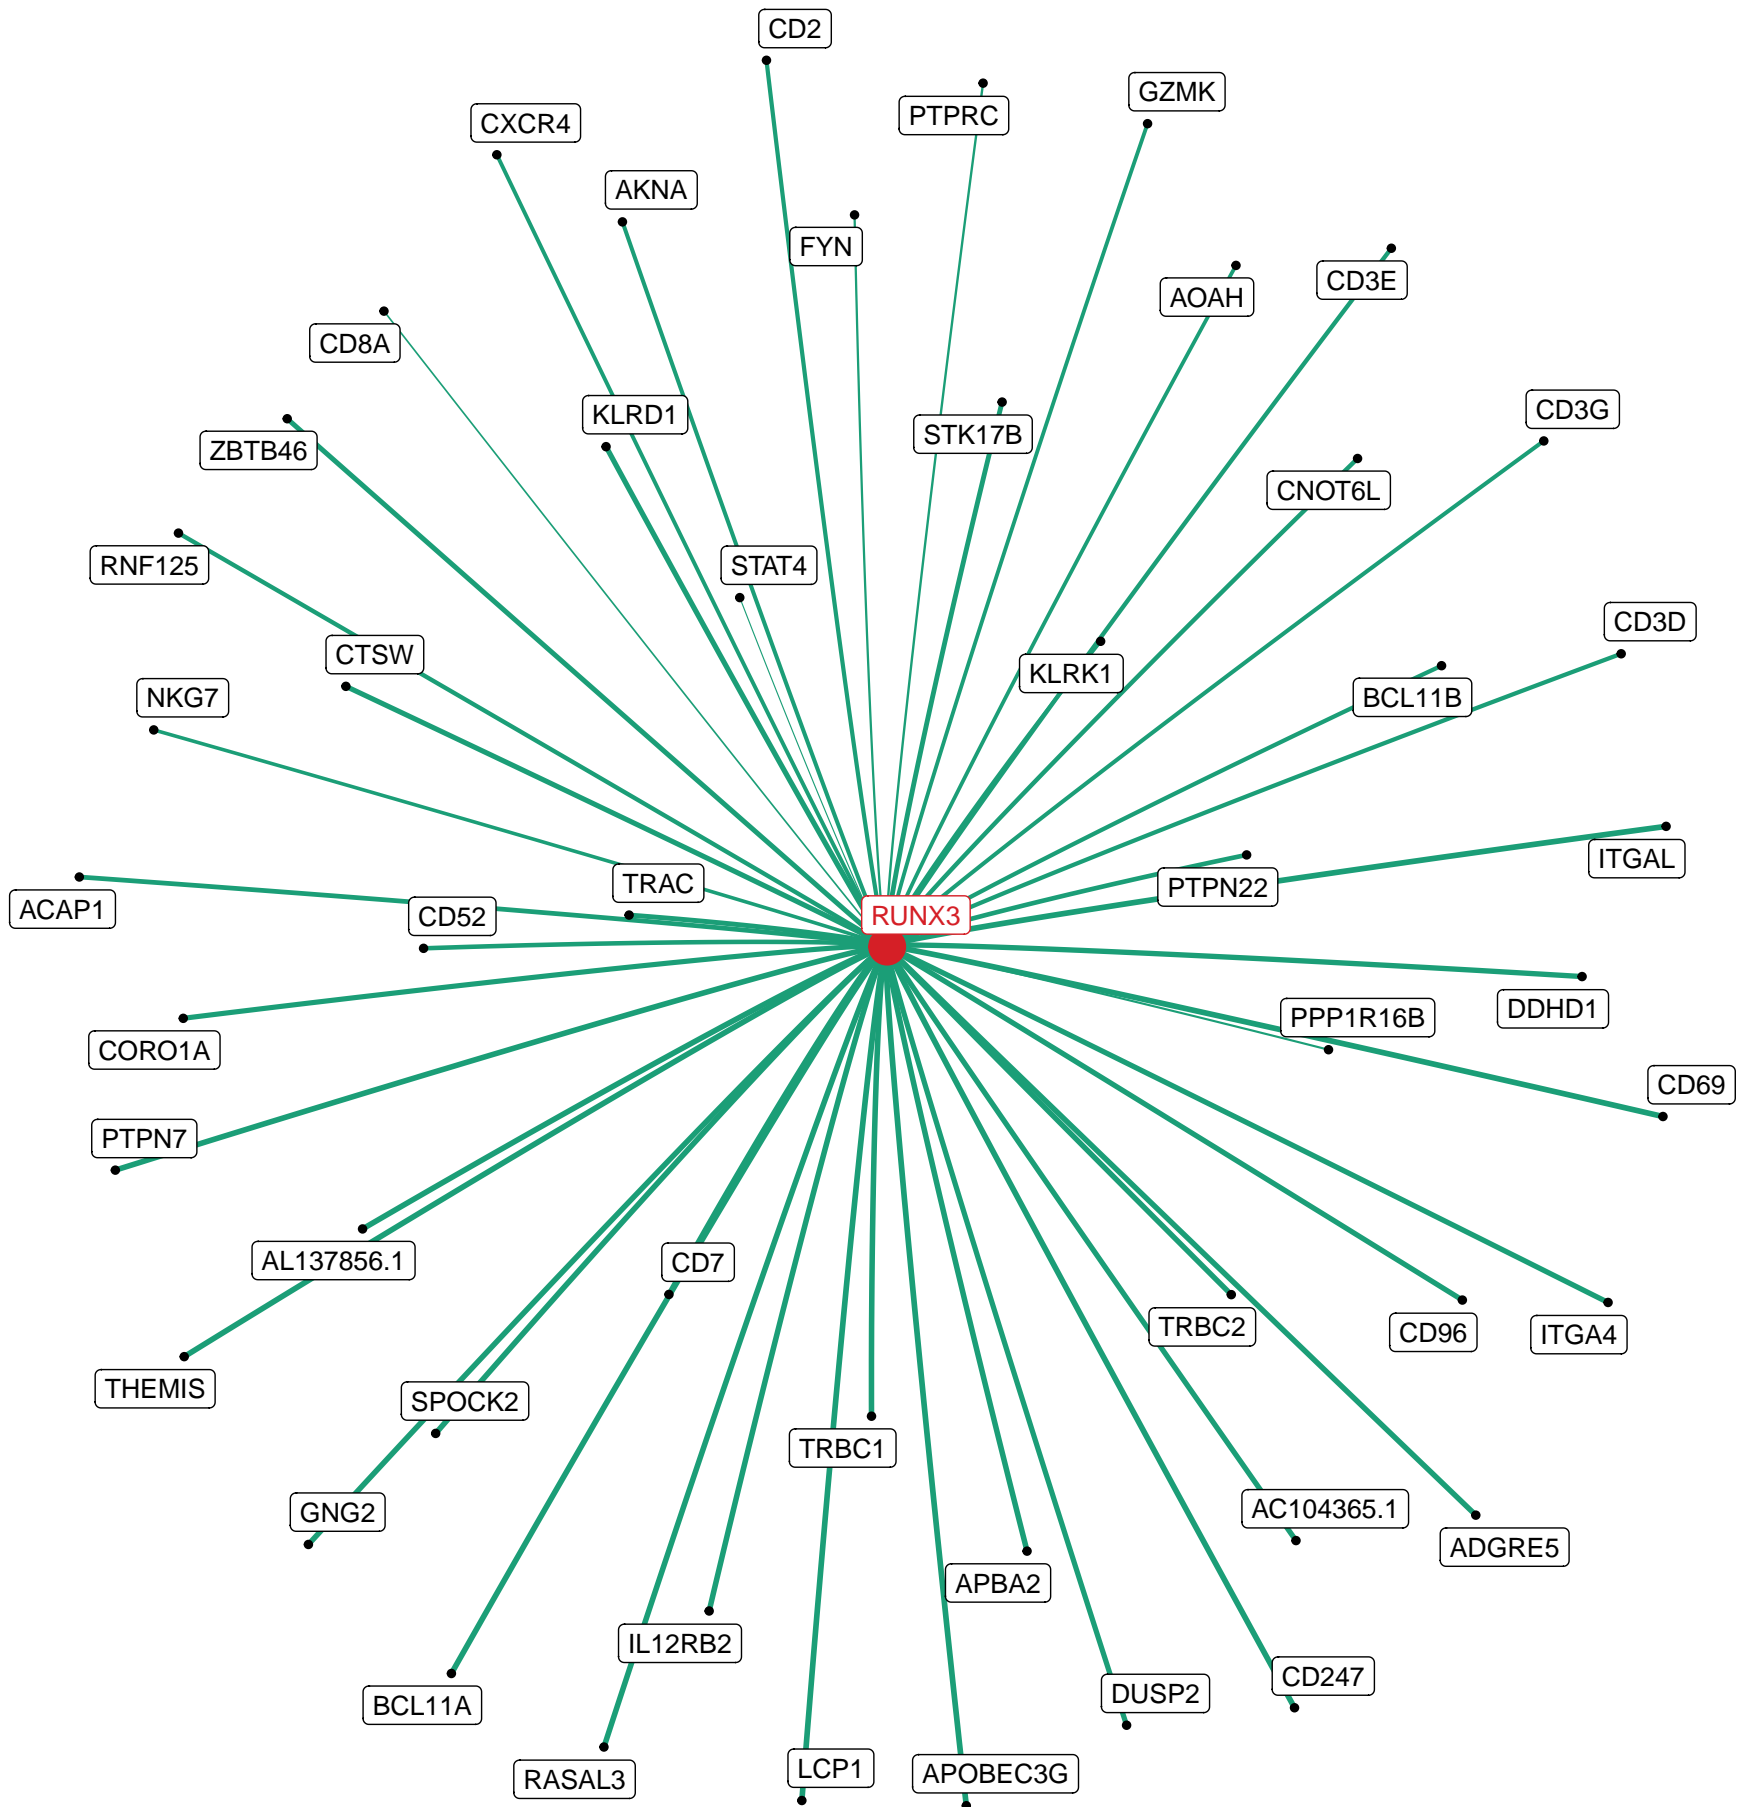 CD2
GZMK
PTPRC
CXCR4
AKNA
FYN
CD3E
AOAH
CD8A
CD3G
KLRD1
STK17B
ZBTB46
CNOT6L
RNF125
STAT4
CD3D
CTSW
KLRK1
NKG7
BCL11B
ITGAL
TRAC
PTPN22
ACAP1
CD52
RUNX3
DDHD1
PPP1R16B
CORO1A
CD69
PTPN7
AL137856.1
CD7
TRBC2
CD96
ITGA4
THEMIS
SPOCK2
TRBC1
AC104365.1
GNG2
ADGRE5
APBA2
IL12RB2
CD247
DUSP2
BCL11A
LCP1
APOBEC3G
RASAL3